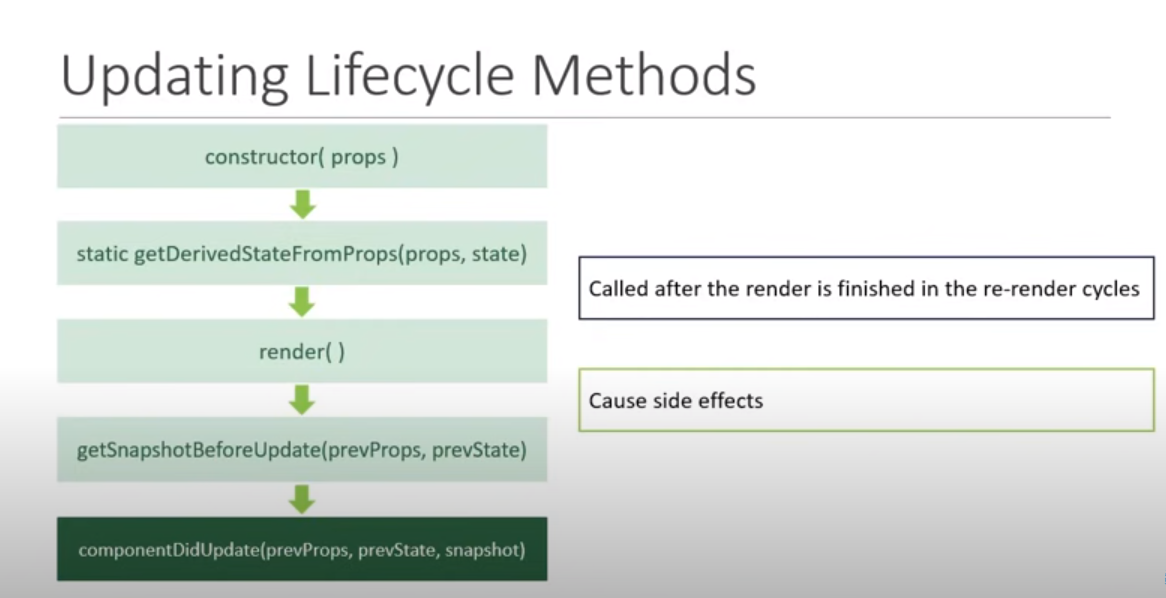 Updating Lifecycle Methods
constructor( props )
static getDerivedStateFromProps(props, state)
render( )
getSnapshotBeforeUpdate(prevProps, prevState)
componentDidUpdate(prevProps, prevState, snapshot)
Called after the render is finished in the re-render cycles
Cause side effects